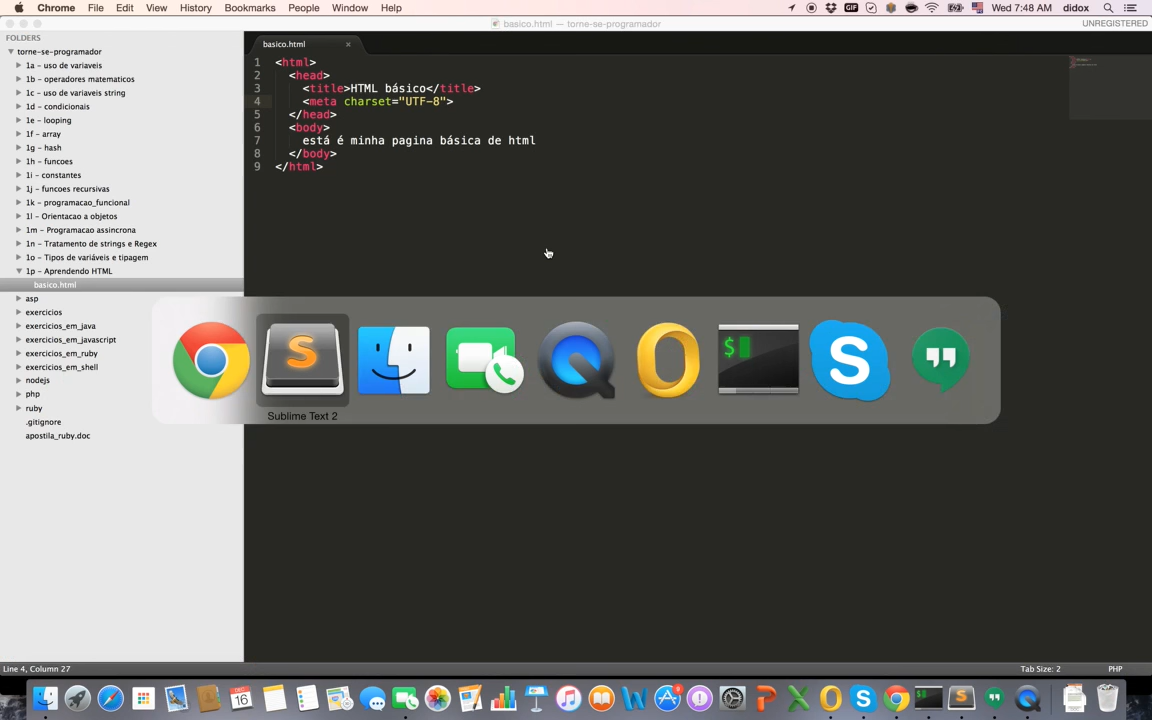 Chrome File Edit View History Bookmarks People Window Help
GIF
Wed 7:48 AM didox
basico.html — torne-se-programador
UNREGISTERED
FOLDERS
torne-se-programador
1a - uso de variaveis
1b - operadores matematicos
1c - uso de variaveis string
1d - condicionais
1e - looping
1f - array
1g - hash
1h - funcoes
1i - constantes
1j - funcoes recursivas
1k - programacao_funcional
1l - Orientacao a objetos
1m - Programacao assincrona
1n - Tratamento de strings e Regex
1o - Tipos de variáveis e tipagem
1p - Aprendendo HTML
basico.html
asp
exercicios
exercicios_em_java
exercicios_em_javascript
exercicios_em_ruby
exercicios_em_shell
nodejs
php
ruby
.gitignore
apostila_ruby.doc
basico.html ×
1 <html>
2 <head>
3 <title>HTML básico</title>
4 <meta charset="UTF-8">
5 </head>
6 <body>
7 está é minha pagina básica de html
8 </body>
9 </html>
Sublime Text 2
Line 4, Column 27
Tab Size: 2
PHP